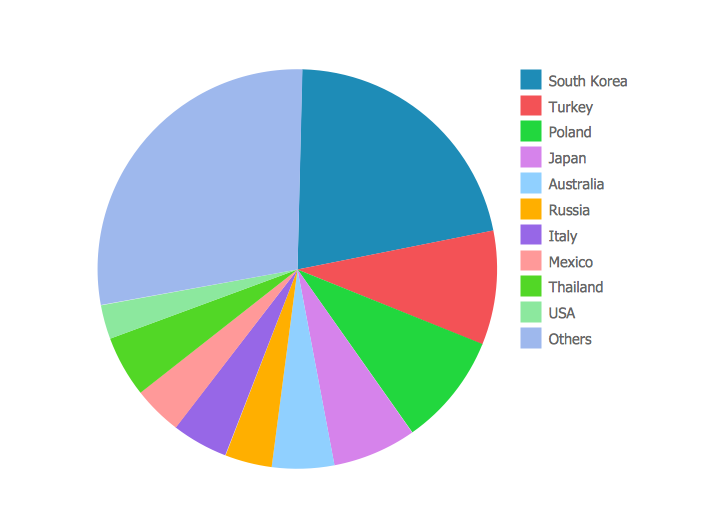 South Korea
Turkey
Poland
Japan
Australia
Russia
Italy
Mexico
Thailand
USA
Others